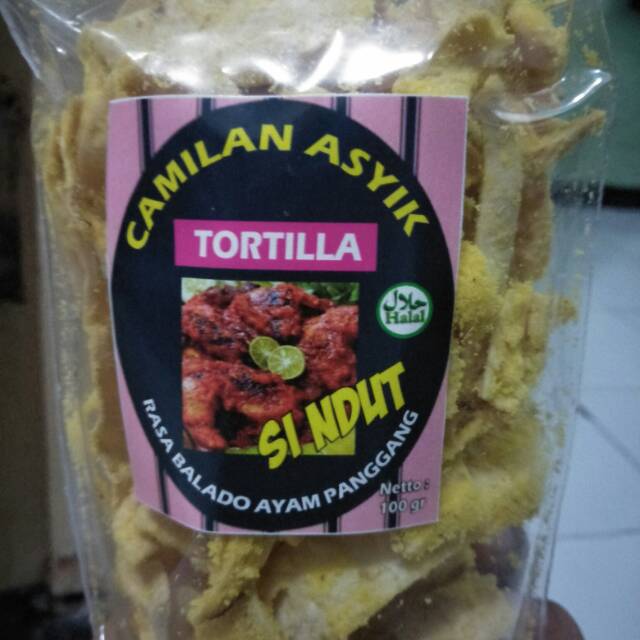 CAMILAN ASYIK
TORTILLA
حلال
Halal
SI NDUT
RASA BALADO AYAM PANGGANG
Netto :
100 gr